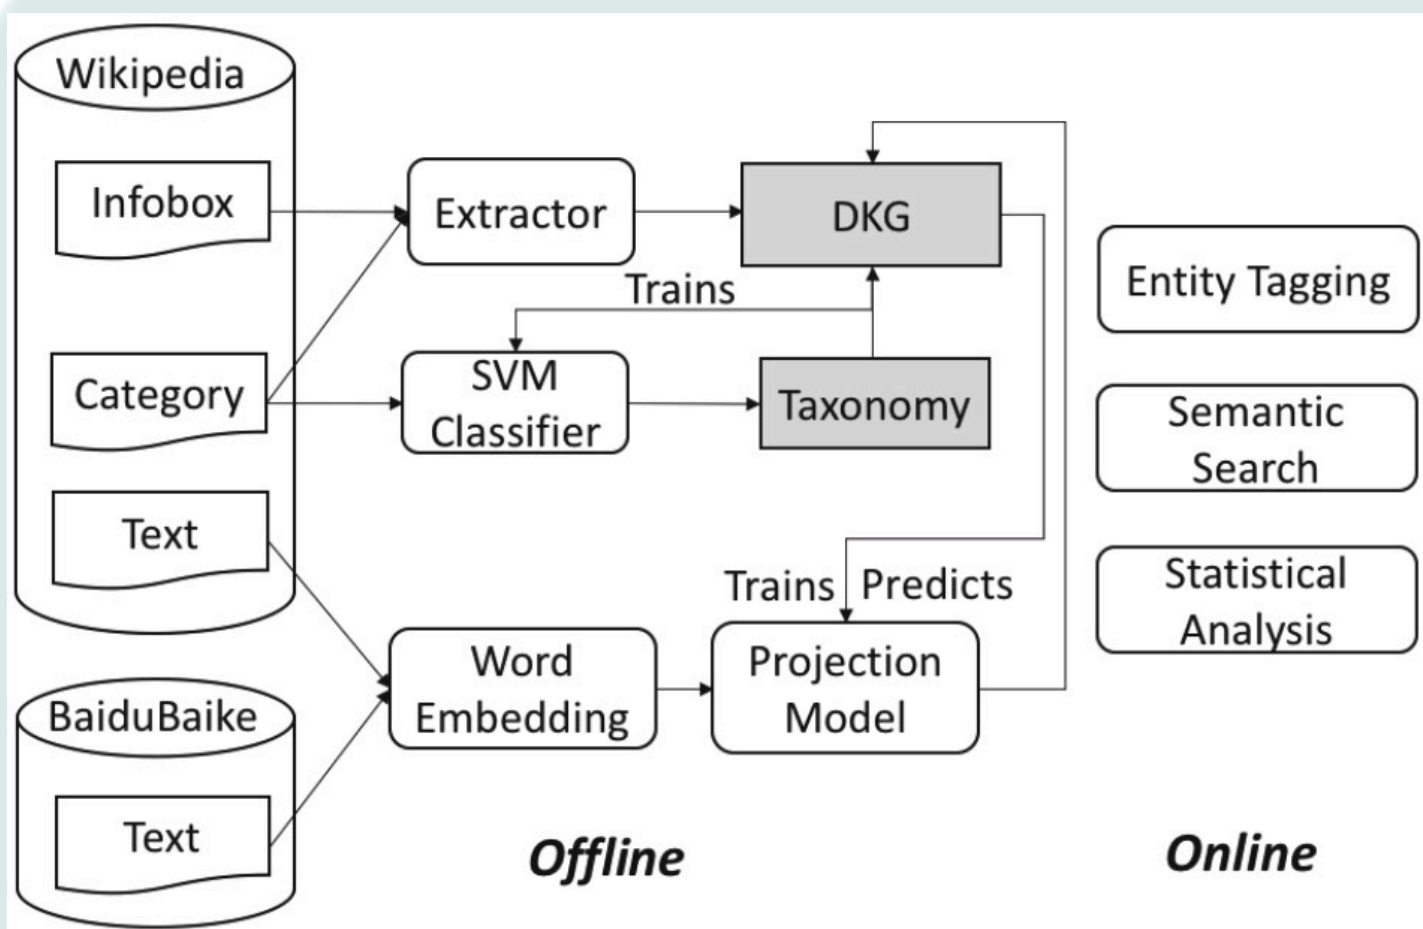 Wikipedia
Infobox
Extractor
DKG
Trains
Entity Tagging
Category
SVM
Classifier
Taxonomy
Semantic
Search
Text
Trains
Predicts
Statistical
Analysis
Word
Embedding
Projection
Model
BaiduBaike
Text
Offline
Online